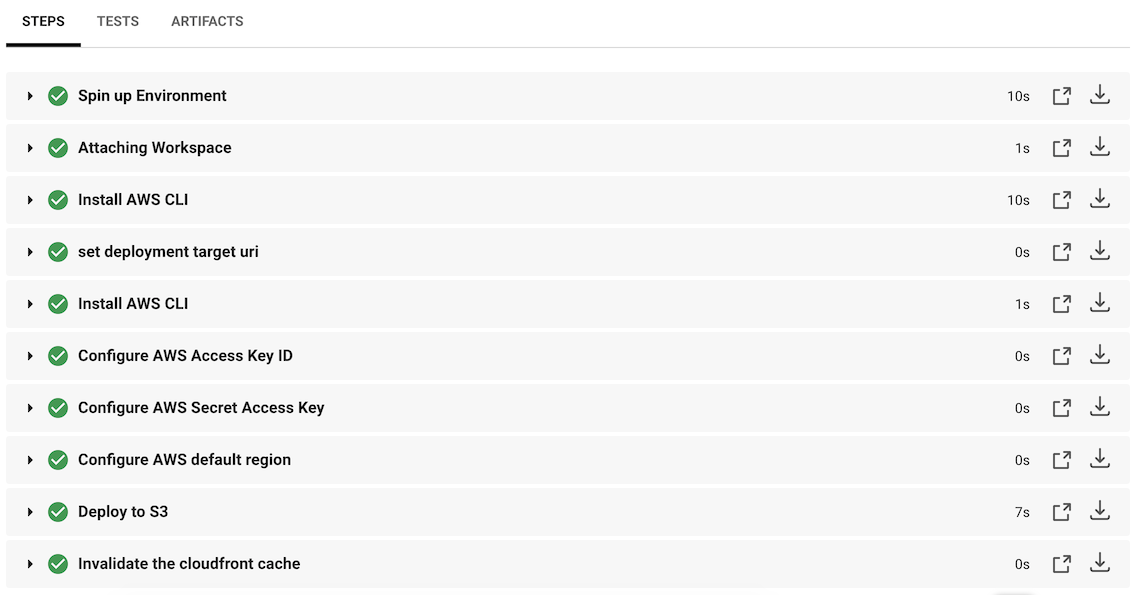 STEPS TESTS ARTIFACTS
Spin up Environment 10s
Attaching Workspace 1s
Install AWS CLI 10s
set deployment target uri 0s
Install AWS CLI 1s
Configure AWS Access Key ID 0s
Configure AWS Secret Access Key 0s
Configure AWS default region 0s
Deploy to S3 7s
Invalidate the cloudfront cache 0s